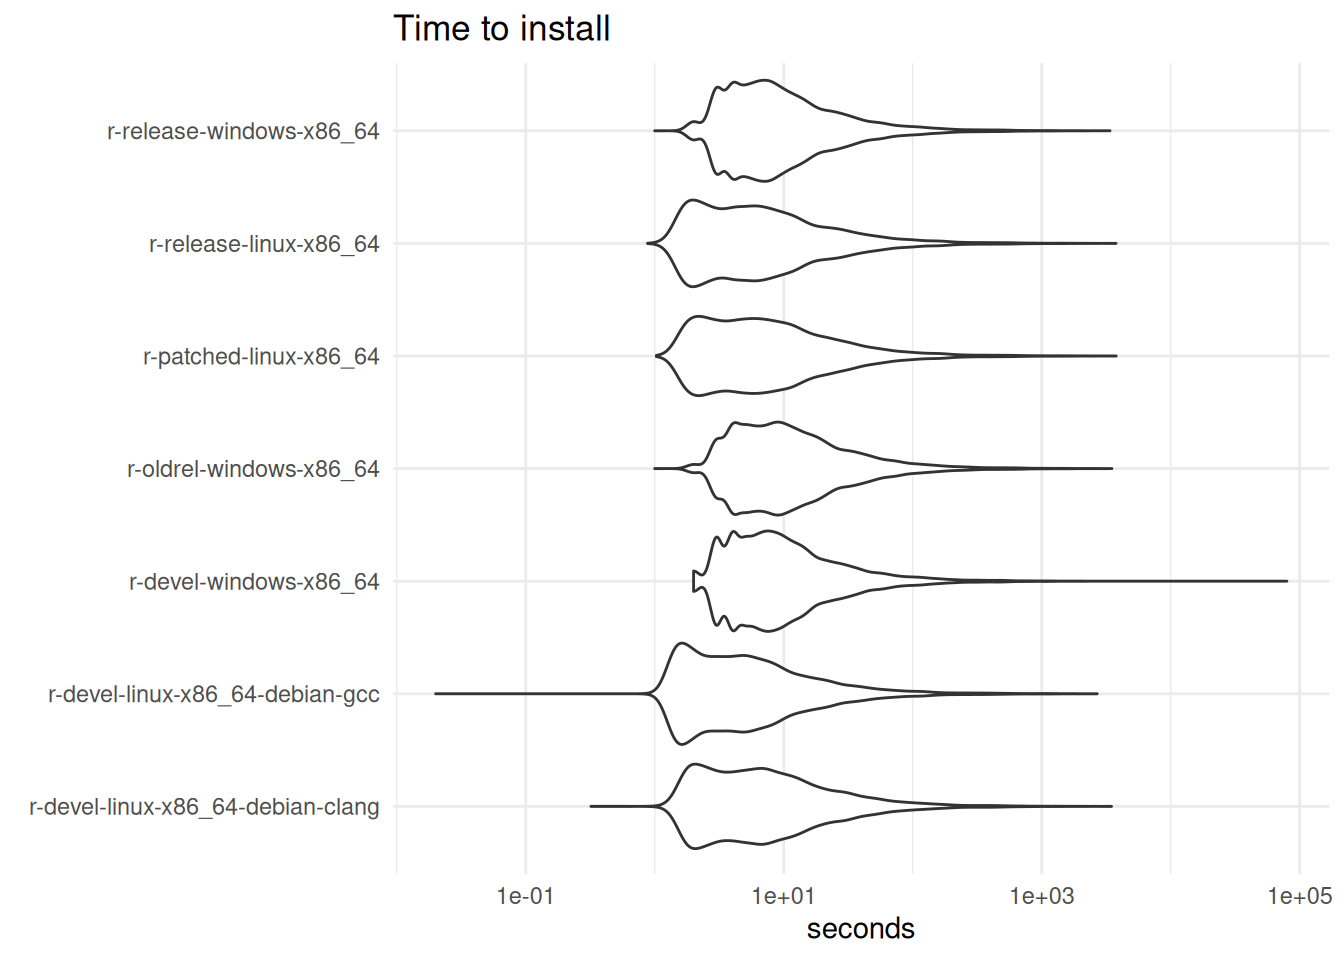 Time to install
r-release-windows-x86_64
r-release-linux-x86_64
r-patched-linux-x86_64
r-oldrel-windows-x86_64
r-devel-windows-x86_64
r-devel-linux-x86_64-debian-gcc
r-devel-linux-x86_64-debian-clang
1e-01 1e+01 1e+03 1e+05
seconds